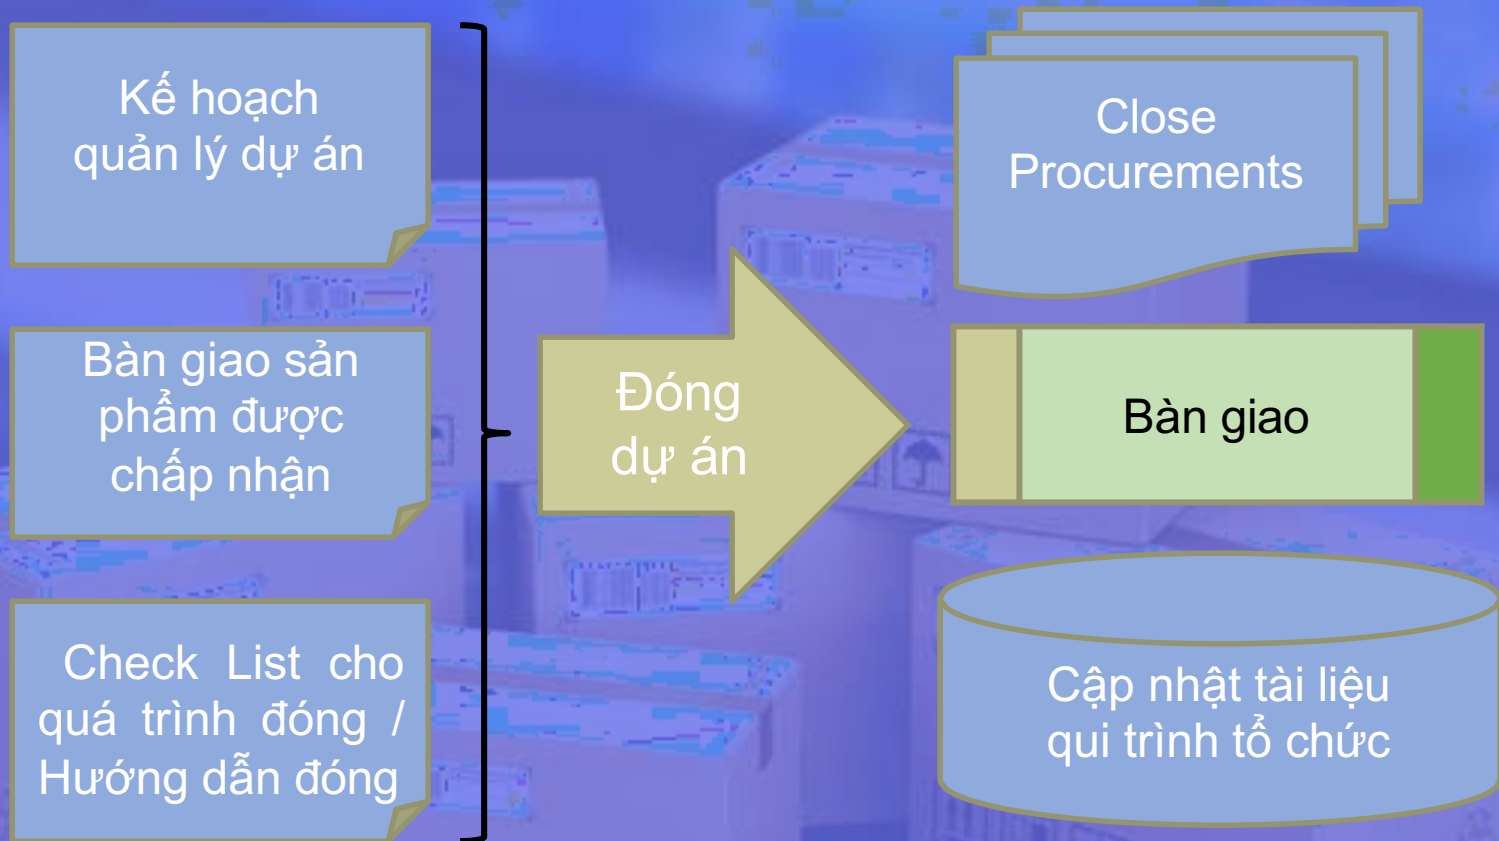 Kế hoạch
quản lý dự án
Bàn giao sản
phẩm được
chấp nhận
Check List cho
quá trình đóng /
Hướng dẫn đóng
Đóng
dự án
Close
Procurements
Bàn giao
Cập nhật tài liệu
qui trình tổ chức